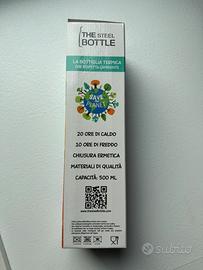 THE STEEL
BOTTLE
LA BOTTIGLIA TERMICA
CHE RISPETTA L'AMBIENTE
SAVE
THE
PLANET
20 ORE DI CALDO
10 ORE DI FREDDO
CHIUSURA ERMETICA
MATERIALI DI QUALITÀ
CAPACITÀ: 500 ML
www.thesteelbottle.com
subito